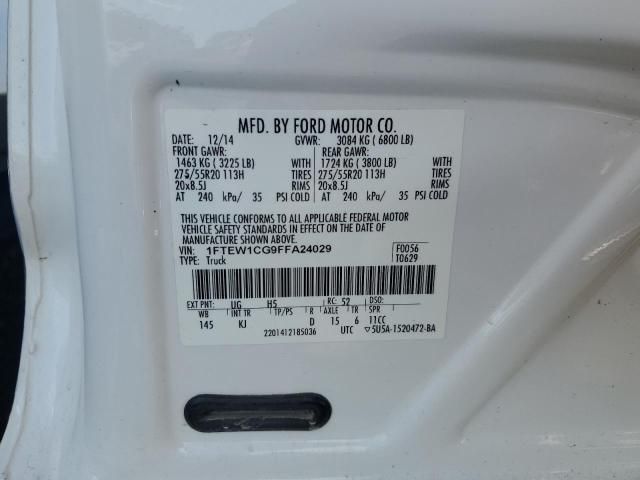 MFD. BY FORD MOTOR CO.
DATE: 12/14 GVWR: 3084 KG ( 6800 LB)
FRONT GAWR: REAR GAWR:
1463 KG ( 3225 LB) WITH 1724 KG ( 3800 LB) WITH
275/55R20 113H TIRES 275/55R20 113H TIRES
20x8.5J RIMS 20x8.5J RIMS
AT 240 kPa/ 35 PSI COLD AT 240 kPa/ 35 PSI COLD
THIS VEHICLE CONFORMS TO ALL APPLICABLE FEDERAL MOTOR
VEHICLE SAFETY STANDARDS IN EFFECT ON THE DATE OF
MANUFACTURE SHOWN ABOVE.
VIN: 1FTEW1CG9FFA24029 F0056
TYPE: Truck T0629
EXT PNT: UG H5 RC: 52 DSO:
WB INT TR TP/PS R AXLE TR SPR
145 KJ D 15 6 11CC
2201412185036 UTC ▽5U5A-1520472-BA